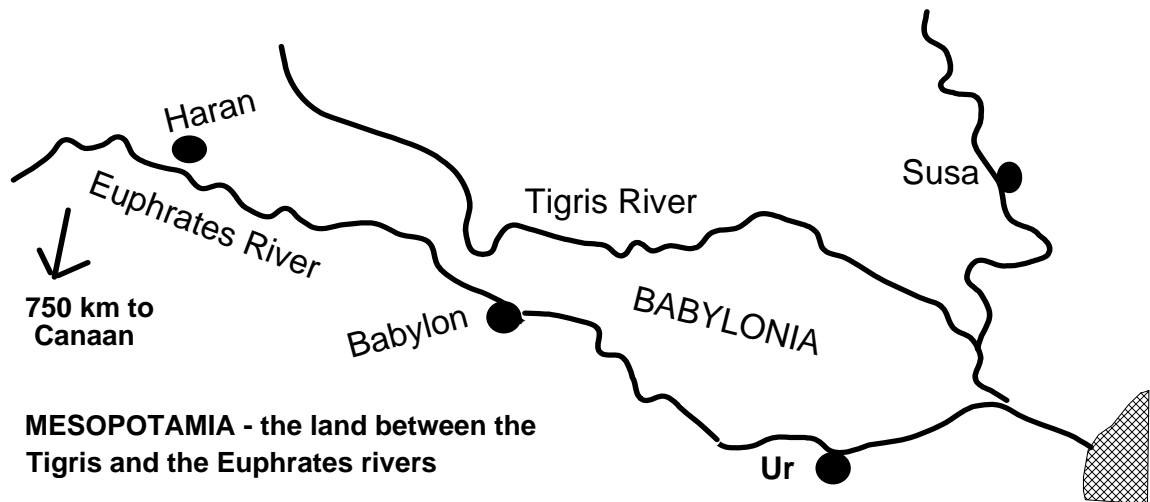 Haran
Susa
Euphrates River
Tigris River
750 km to
Canaan
Babylon
BABYLONIA
MESOPOTAMIA - the land between the
Tigris and the Euphrates rivers
Ur